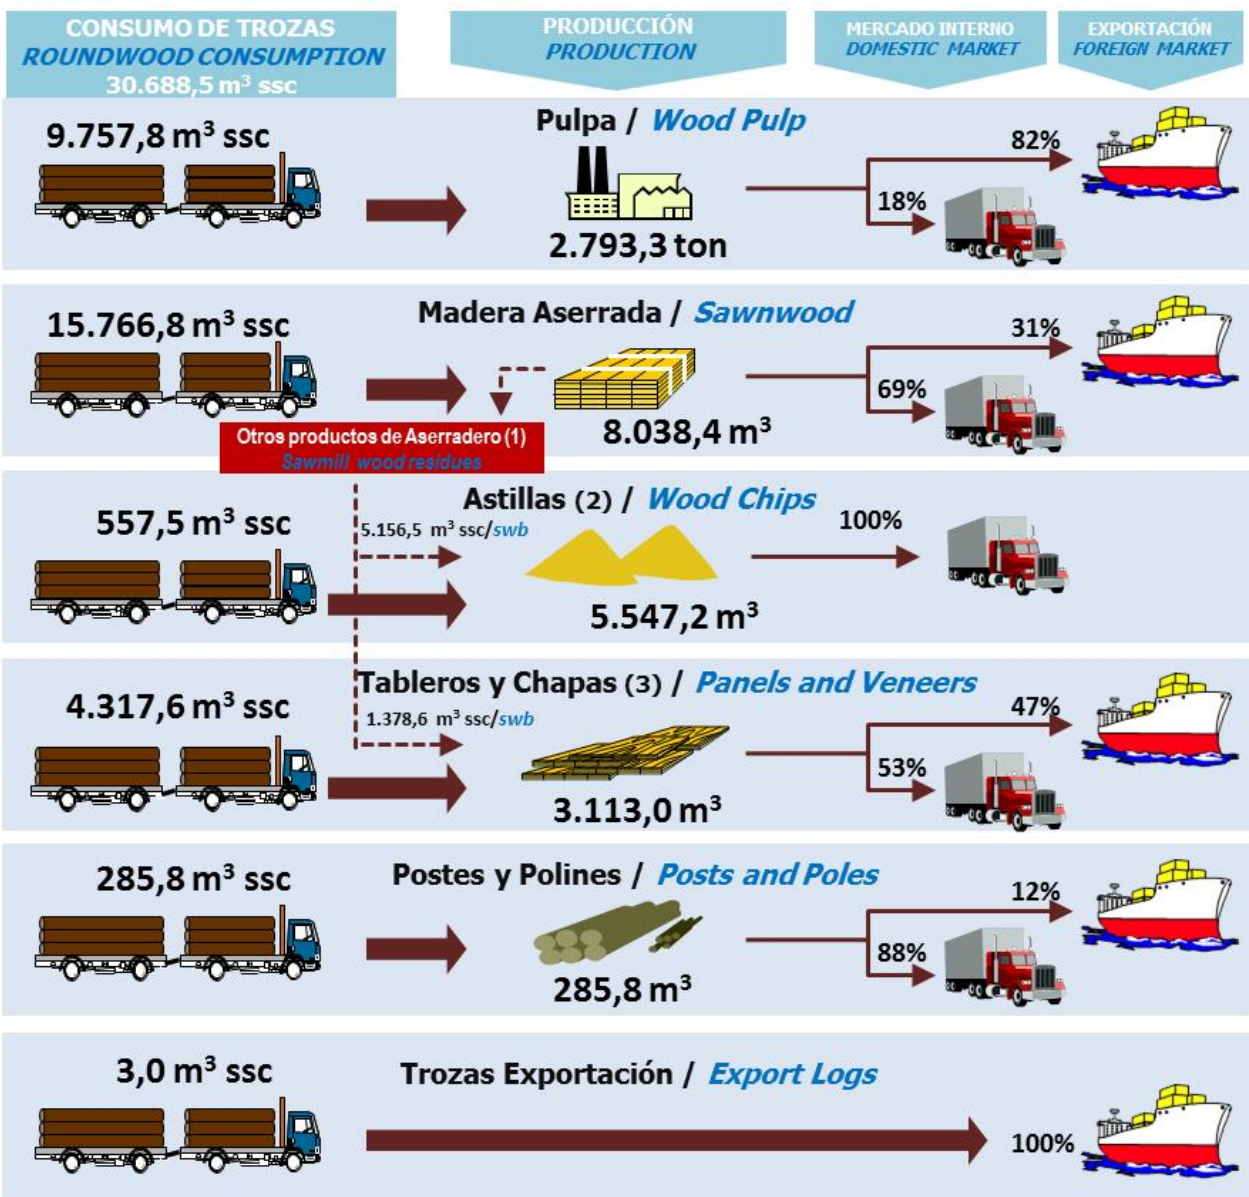 CONSUMO DE TROZAS
ROUNDWOOD CONSUMPTION
30.688,5 m³ ssc
PRODUCCIÓN
PRODUCTION
MERCADO INTERNO
DOMESTIC MARKET
EXPORTACIÓN
FOREIGN MARKET
9.757,8 m³ ssc
Pulpa / Wood Pulp
2.793,3 ton
82%
18%
15.766,8 m³ ssc
Madera Aserrada / Sawnwood
8.038,4 m³
31%
69%
Otros productos de Aserradero (1)
Sawmill wood residues
557,5 m³ ssc
Astillas (2) / Wood Chips
5.156,5 m³ ssc/swb
5.547,2 m³
100%
4.317,6 m³ ssc
Tableros y Chapas (3) / Panels and Veneers
1.378,6 m³ ssc/swb
3.113,0 m³
47%
53%
285,8 m³ ssc
Postes y Polines / Posts and Poles
285,8 m³
12%
88%
3,0 m³ ssc
Trozas Exportación / Export Logs
100%